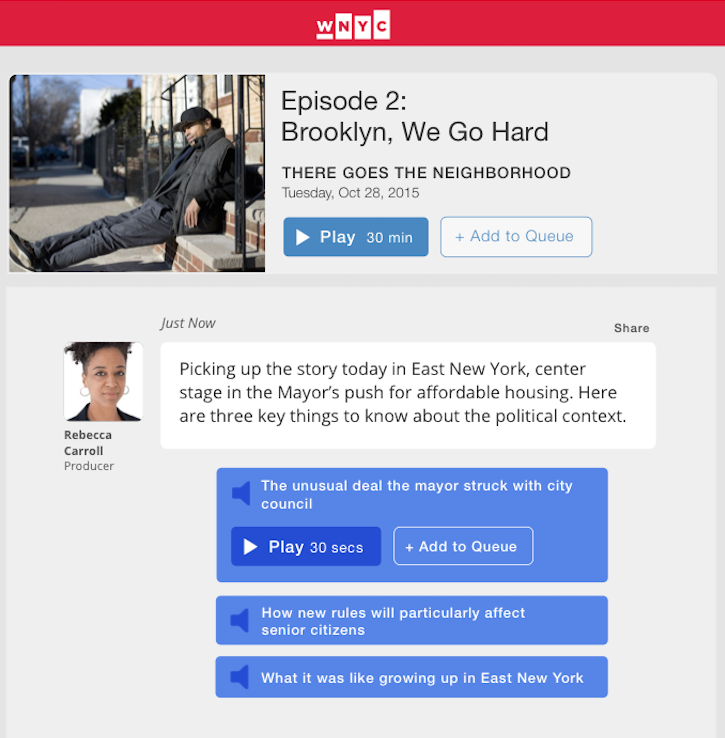 WNYC
Episode 2:
Brooklyn, We Go Hard
THERE GOES THE NEIGHBORHOOD
Tuesday, Oct 28, 2015
Play 30 min
+ Add to Queue
Just Now
Share
Picking up the story today in East New York, center
stage in the Mayor’s push for affordable housing. Here
are three key things to know about the political context.
Rebecca
Carroll
Producer
The unusual deal the mayor struck with city
council
Play 30 secs
+ Add to Queue
How new rules will particularly affect
senior citizens
What it was like growing up in East New York